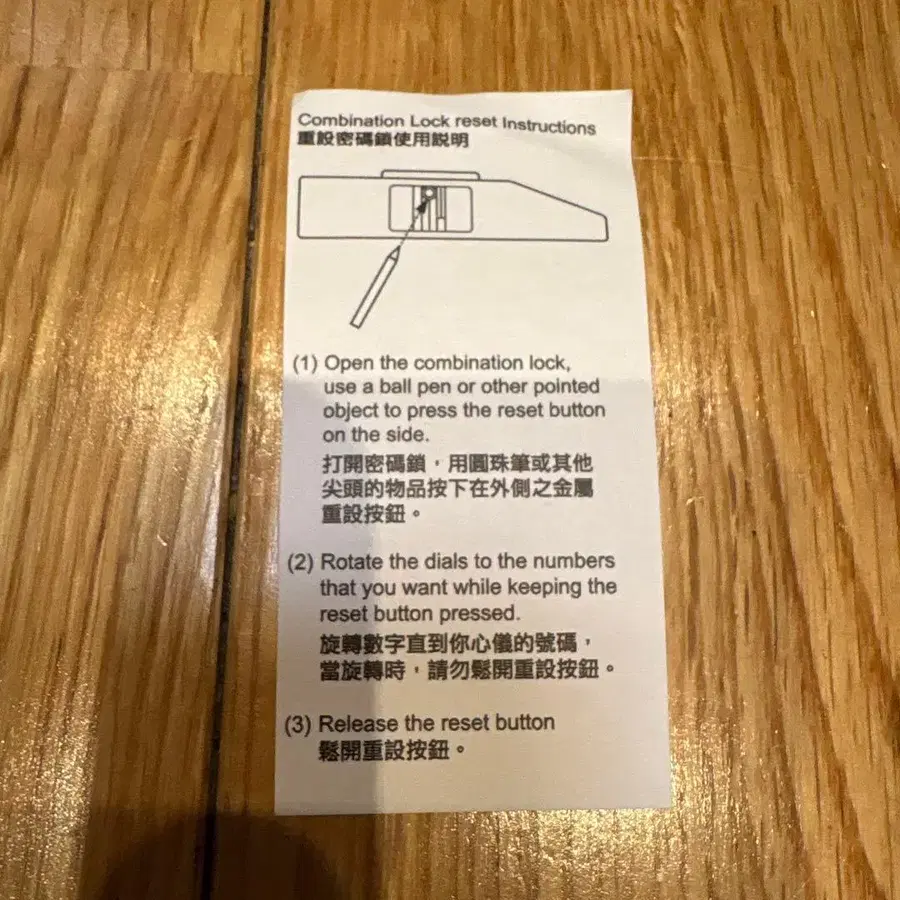 Combination Lock reset Instructions
重設密碼鎖使用説明
(1) Open the combination lock,
use a ball pen or other pointed
object to press the reset button
on the side.
打開密碼鎖，用圓珠筆或其他
尖頭的物品按下在外側之金屬
重設按鈕。
(2) Rotate the dials to the numbers
that you want while keeping the
reset button pressed.
旋轉數字直到你心儀的號碼，
當旋轉時，請勿鬆開重設按鈕。
(3) Release the reset button
鬆開重設按鈕。